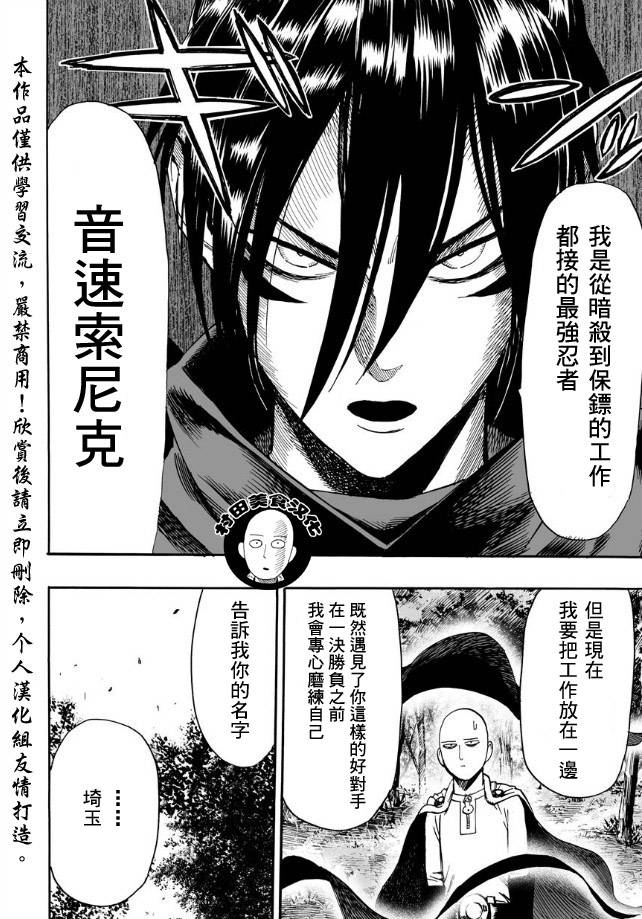 我是從暗殺到保鏢的工作
都接的最強忍者
音速索尼克
村田美食汉化
但是現在
我要把工作放在一邊
既然遇見了你這樣的好對手
在一決勝負之前
我會專心磨練自己
告訴我你的名字
……
埼玉
本作品僅供學習交流，嚴禁商用！欣賞後請立即刪除，个人漢化組友情打造。